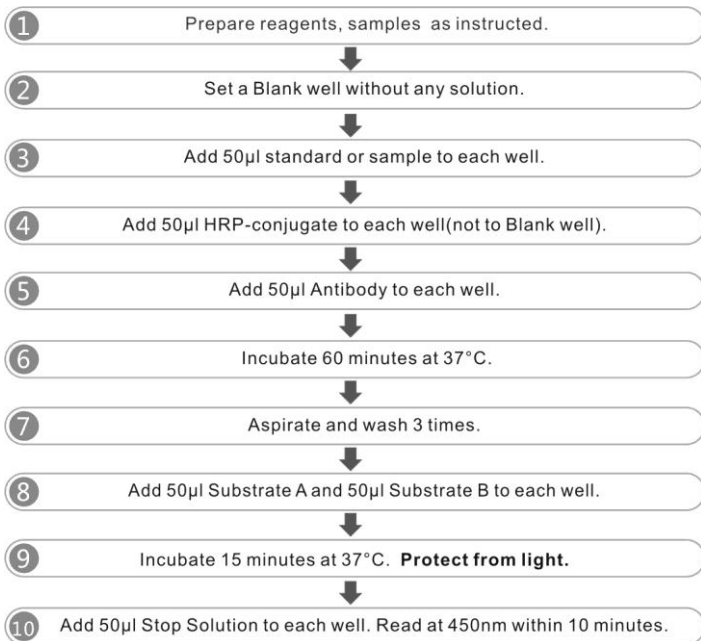 1 Prepare reagents, samples as instructed.
2 Set a Blank well without any solution.
3 Add 50μl standard or sample to each well.
4 Add 50μl HRP-conjugate to each well(not to Blank well).
5 Add 50μl Antibody to each well.
6 Incubate 60 minutes at 37°C.
7 Aspirate and wash 3 times.
8 Add 50μl Substrate A and 50μl Substrate B to each well.
9 Incubate 15 minutes at 37°C. Protect from light.
10 Add 50μl Stop Solution to each well. Read at 450nm within 10 minutes.